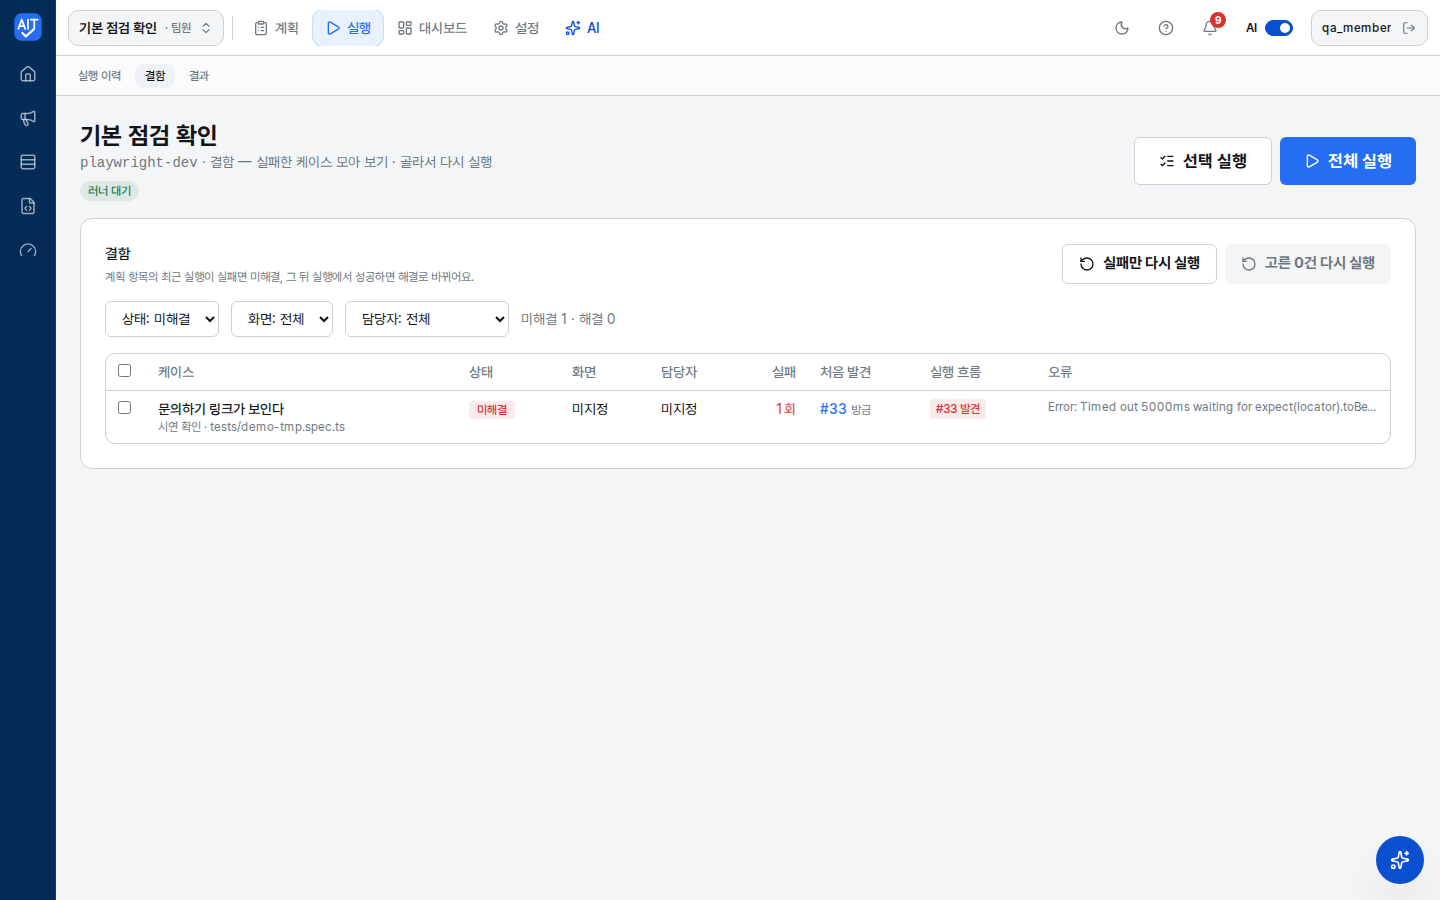 AIT
기본 점검 확인 · 팀원
계획
실행
대시보드
설정
AI
9
AI
qa_member
실행 이력
결함
결과
기본 점검 확인
playwright-dev · 결함 — 실패한 케이스 모아 보기 · 골라서 다시 실행
러너 대기
선택 실행
전체 실행
결함
계획 항목의 최근 실행이 실패면 미해결, 그 뒤 실행에서 성공하면 해결로 바뀌어요.
실패만 다시 실행
고른 0건 다시 실행
상태: 미해결
화면: 전체
담당자: 전체
미해결 1 · 해결 0
케이스 상태 화면 담당자 실패 처음 발견 실행 흐름 오류
문의하기 링크가 보인다 미해결 미지정 미지정 1회 #33 방금 #33 발견 Error: Timed out 5000ms waiting for expect(locator).toBe...
시연 확인 · tests/demo-tmp.spec.ts